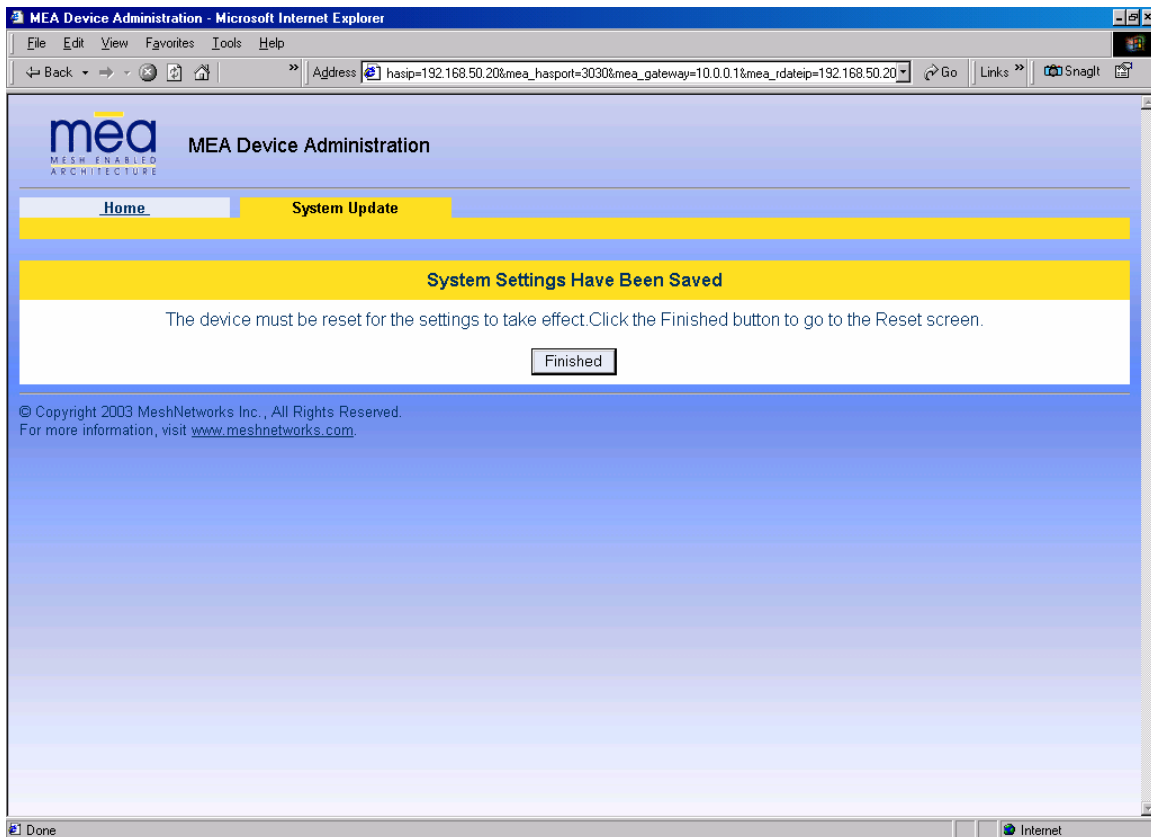 MEA Device Administration - Microsoft Internet Explorer
File Edit View Favorites Tools Help
Back » Address hasip=192.168.50.20&mea_hasport=3030&mea_gateway=10.0.0.1&mea_rdateip=192.168.50.20 Go Links » SnagIt
mea
MESH ENABLED
ARCHITECTURE
MEA Device Administration
Home System Update
System Settings Have Been Saved
The device must be reset for the settings to take effect.Click the Finished button to go to the Reset screen.
Finished
© Copyright 2003 MeshNetworks Inc., All Rights Reserved.
For more information, visit www.meshnetworks.com.
Done Internet